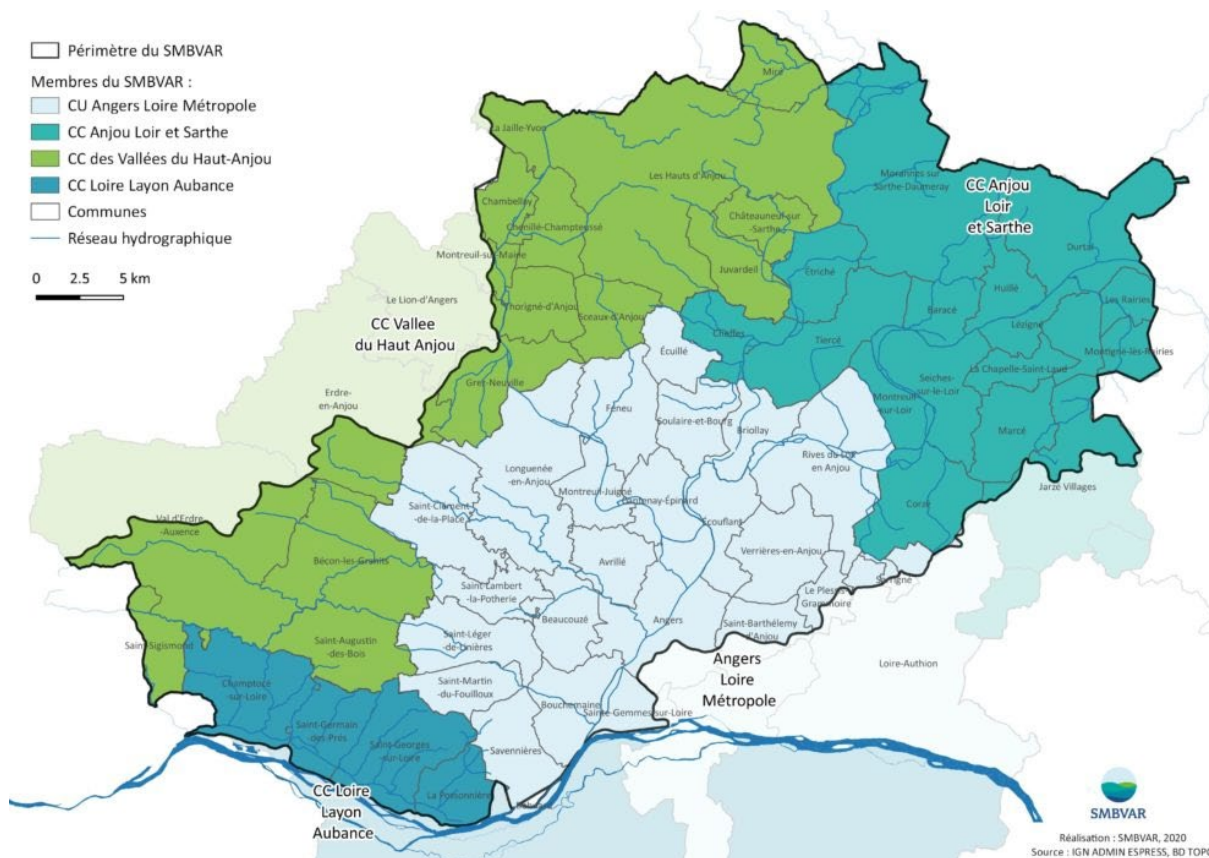 Périmètre du SMBVAR
Membres du SMBVAR :
CU Angers Loire Métropole
CC Anjou Loir et Sarthe
CC des Vallées du Haut-Anjou
CC Loire Layon Aubance
Communes
Réseau hydrographique
0 2.5 5 km
Miré
La Jaille-Yvon
Les Hauts d'Anjou
Morannes sur
Sarthe-Daumeray
CC Anjou
Loir
et Sarthe
Chambellay
Chenillé-Champteussé
Châteauneuf-sur
-Sarthe
Durtal
Montreuil-sur-Maine
Juvardeil
Étriché
Huillé
Les Rairies
Le Lion-d'Angers
CC Vallee
du Haut Anjou
Thorigné-d'Anjou
Sceaux-d'Anjou
Cheffes
Tiercé
Baracé
Lézigné
Montigné-lès-Rairies
Écuillé
La Chapelle-Saint-Laud
Erdre-
en-Anjou
Grez-Neuville
Feneu
Soulaire-et-Bourg
Briollay
Seiches
-sur-le-Loir
Montreuil
-sur-Loir
Marcé
Longuenée
-en-Anjou
Rives du Loir
en Anjou
Jarzé Villages
Saint-Clément
-de-la-Place
Montreuil-Juigné
Cantenay-Épinard
Écouflant
Corzé
Val d'Erdre
-Auxence
Bécon-les-Granits
Avrillé
Verrières-en-Anjou
Saint-Lambert
-la-Potherie
Le Plessis
-Grammoire
Beaucouzé
Angers
Saint-Barthélemy
-d'Anjou
Saint-Sigismond
Saint-Augustin
-des-Bois
Saint-Léger
-de-Linières
Angers
Loire
Métropole
Loire-Authion
Champtocé
-sur-Loire
Saint-Martin
-du-Fouilloux
Bouchemaine
Sainte-Gemmes-sur-Loire
Saint-Germain
-des-Prés
Saint-Georges
-sur-Loire
Savennières
La Possonnière
CC Loire
Layon
Aubance
SMBVAR
Réalisation : SMBVAR, 2020
Source : IGN ADMIN ESPRESS, BD TOPO